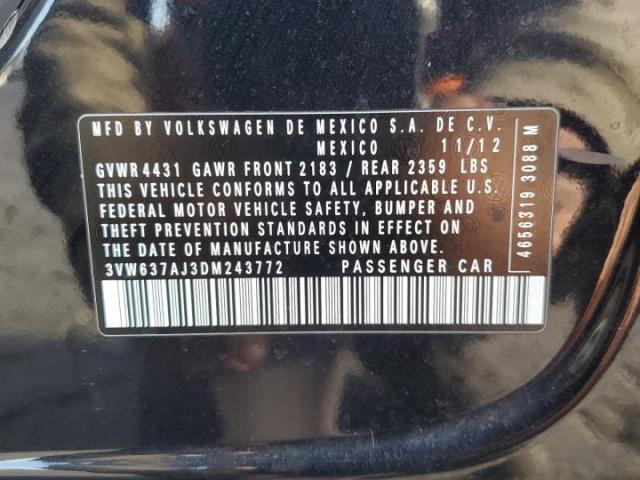 MFD BY VOLKSWAGEN DE MEXICO S.A. DE C.V.
MEXICO 11/12
GVWR 4431 GAWR FRONT 2183 / REAR 2359 LBS
THIS VEHICLE CONFORMS TO ALL APPLICABLE U.S.
FEDERAL MOTOR VEHICLE SAFETY, BUMPER AND
THEFT PREVENTION STANDARDS IN EFFECT ON
THE DATE OF MANUFACTURE SHOWN ABOVE.
3VW637AJ3DM243772 PASSENGER CAR
4656319 3088 M